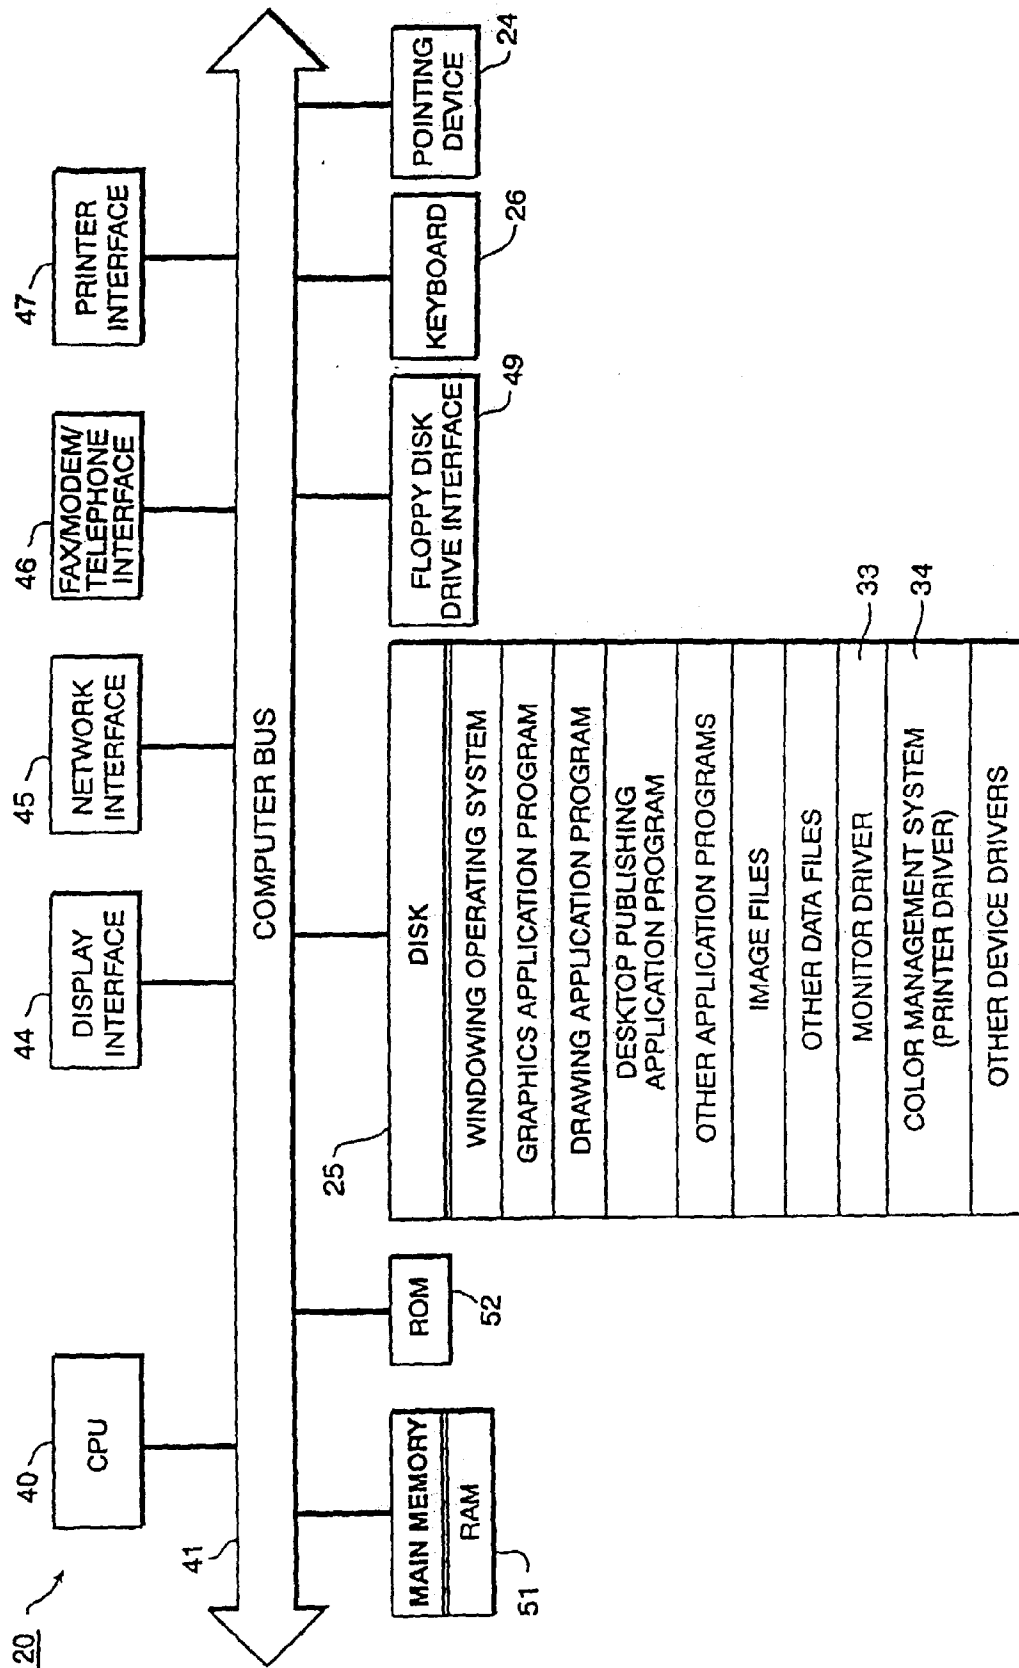 20
40
CPU
44
DISPLAY
INTERFACE
45
NETWORK
INTERFACE
46
FAX/MODEM/
TELEPHONE
INTERFACE
47
PRINTER
INTERFACE
41
COMPUTER BUS
MAIN MEMORY
RAM
51
ROM
52
25
DISK
WINDOWING OPERATING SYSTEM
GRAPHICS APPLICATION PROGRAM
DRAWING APPLICATION PROGRAM
DESKTOP PUBLISHING
APPLICATION PROGRAM
OTHER APPLICATION PROGRAMS
IMAGE FILES
OTHER DATA FILES
MONITOR DRIVER
33
COLOR MANAGEMENT SYSTEM
(PRINTER DRIVER)
34
OTHER DEVICE DRIVERS
FLOPPY DISK
DRIVE INTERFACE
49
KEYBOARD
26
POINTING
DEVICE
24